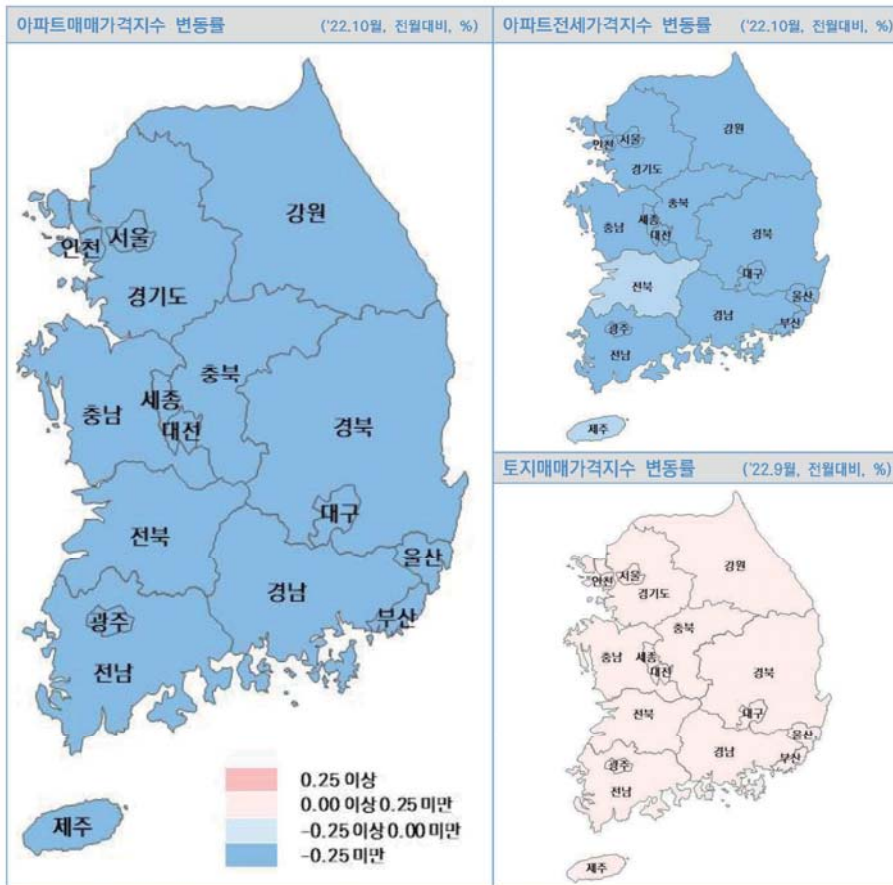 아파트매매가격지수 변동률 ('22.10월, 전월대비, %)
강원
인천 서울
경기도
충북
세종
충남
대전
경북
대구
전북
울산
경남
부산
광주
전남
제주
0.25 이상
0.00 이상 0.25 미만
-0.25 이상 0.00 미만
-0.25 미만
아파트전세가격지수 변동률 ('22.10월, 전월대비, %)
강원
인천 서울
경기도
충북
세종
충남
대전
경북
대구
전북
울산
경남
부산
광주
전남
제주
토지매매가격지수 변동률 ('22.9월, 전월대비, %)
강원
인천 서울
경기도
충북
충남 세종
대전
경북
대구
전북
울산
경남
부산
광주
전남
제주